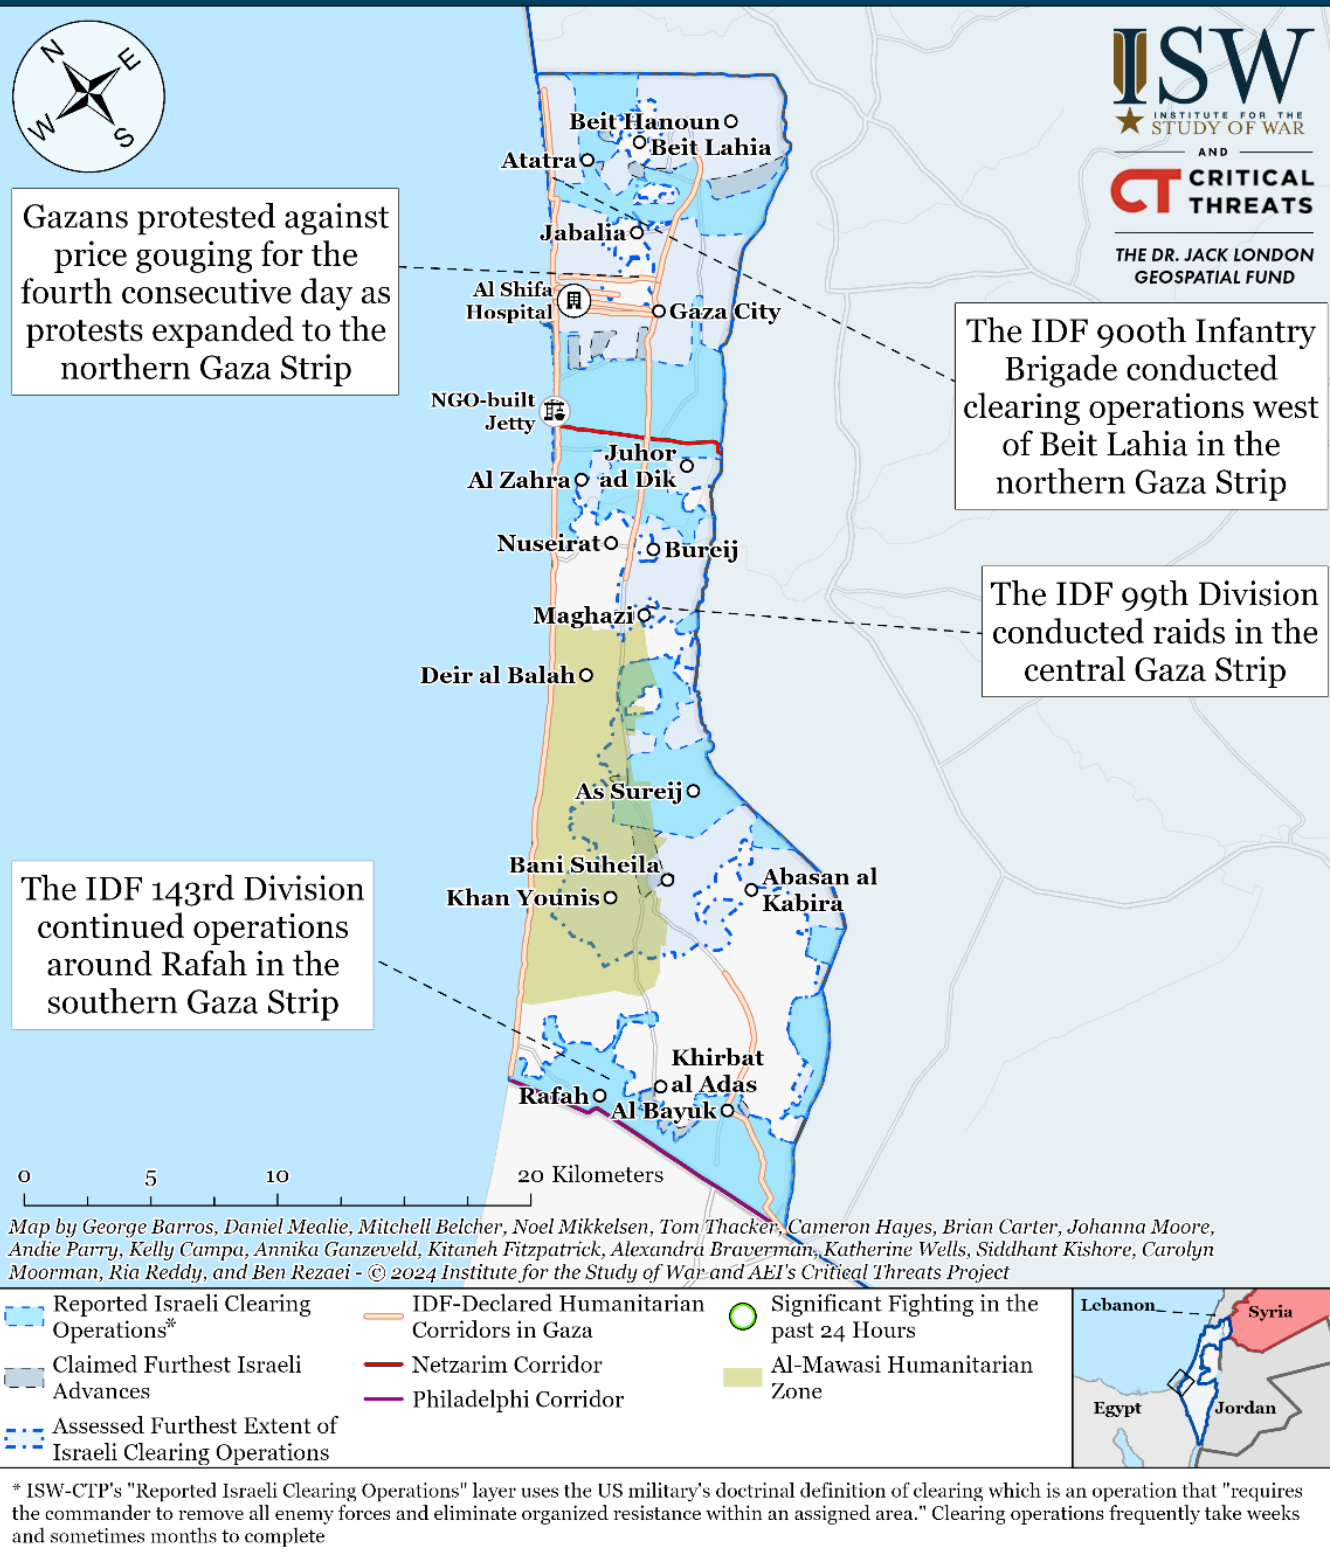 N
E
W
S
ISW
INSTITUTE FOR THE
STUDY OF WAR
AND
CT CRITICAL
THREATS
THE DR. JACK LONDON
GEOSPATIAL FUND
Gazans protested against
price gouging for the
fourth consecutive day as
protests expanded to the
northern Gaza Strip
Beit Hanoun
Beit Lahia
Atatra
Jabalia
Al Shifa
Hospital
Gaza City
The IDF 900th Infantry
Brigade conducted
clearing operations west
of Beit Lahia in the
northern Gaza Strip
NGO-built
Jetty
Juhor
ad Dik
Al Zahra
Nuseirat
Bureij
The IDF 99th Division
conducted raids in the
central Gaza Strip
Maghazi
Deir al Balah
As Sureij
Bani Suheila
Khan Younis
Abasan al
Kabira
The IDF 143rd Division
continued operations
around Rafah in the
southern Gaza Strip
Khirbat
al Adas
Rafah
Al Bayuk
0 5 10 20 Kilometers
Map by George Barros, Daniel Mealie, Mitchell Belcher, Noel Mikkelsen, Tom Thacker, Cameron Hayes, Brian Carter, Johanna Moore,
Andie Parry, Kelly Campa, Annika Ganzeveld, Kitaneh Fitzpatrick, Alexandra Braverman, Katherine Wells, Siddhant Kishore, Carolyn
Moorman, Ria Reddy, and Ben Rezaei - © 2024 Institute for the Study of War and AEI's Critical Threats Project
Reported Israeli Clearing
Operations*
Claimed Furthest Israeli
Advances
Assessed Furthest Extent of
Israeli Clearing Operations
IDF-Declared Humanitarian
Corridors in Gaza
Netzarim Corridor
Philadelphi Corridor
Significant Fighting in the
past 24 Hours
Al-Mawasi Humanitarian
Zone
Lebanon
Syria
Egypt
Jordan
* ISW-CTP's "Reported Israeli Clearing Operations" layer uses the US military's doctrinal definition of clearing which is an operation that "requires
the commander to remove all enemy forces and eliminate organized resistance within an assigned area." Clearing operations frequently take weeks
and sometimes months to complete